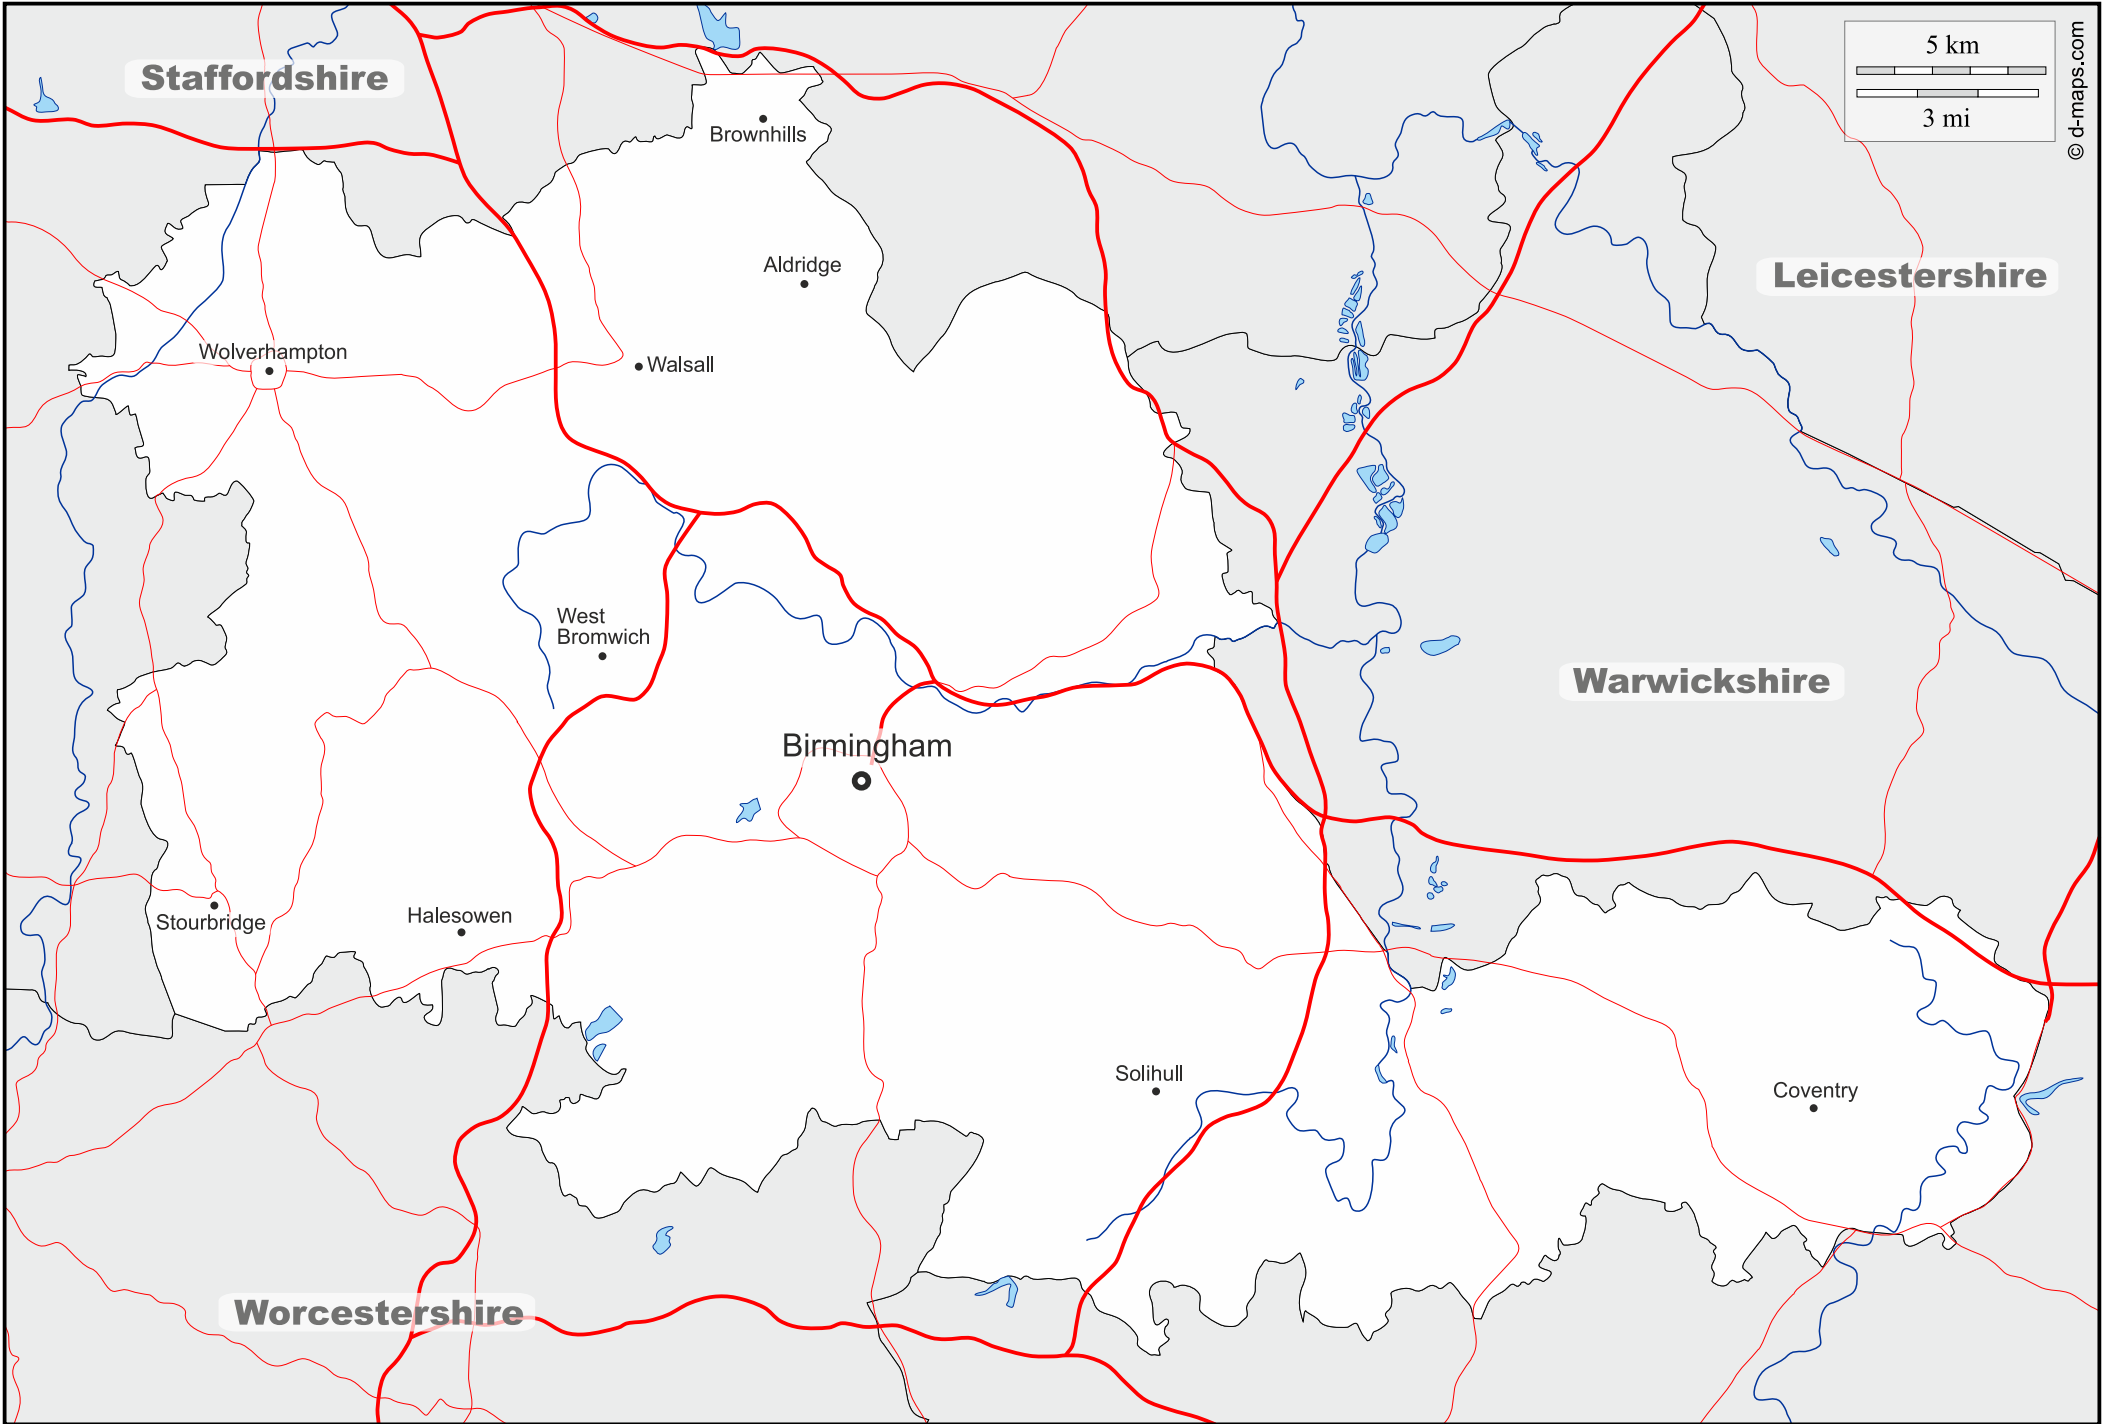 Staffordshire
5 km
3 mi
© d-maps.com
Brownhills
Aldridge
Leicestershire
Wolverhampton
Walsall
West
Bromwich
Warwickshire
Birmingham
Stourbridge
Halesowen
Solihull
Coventry
Worcestershire